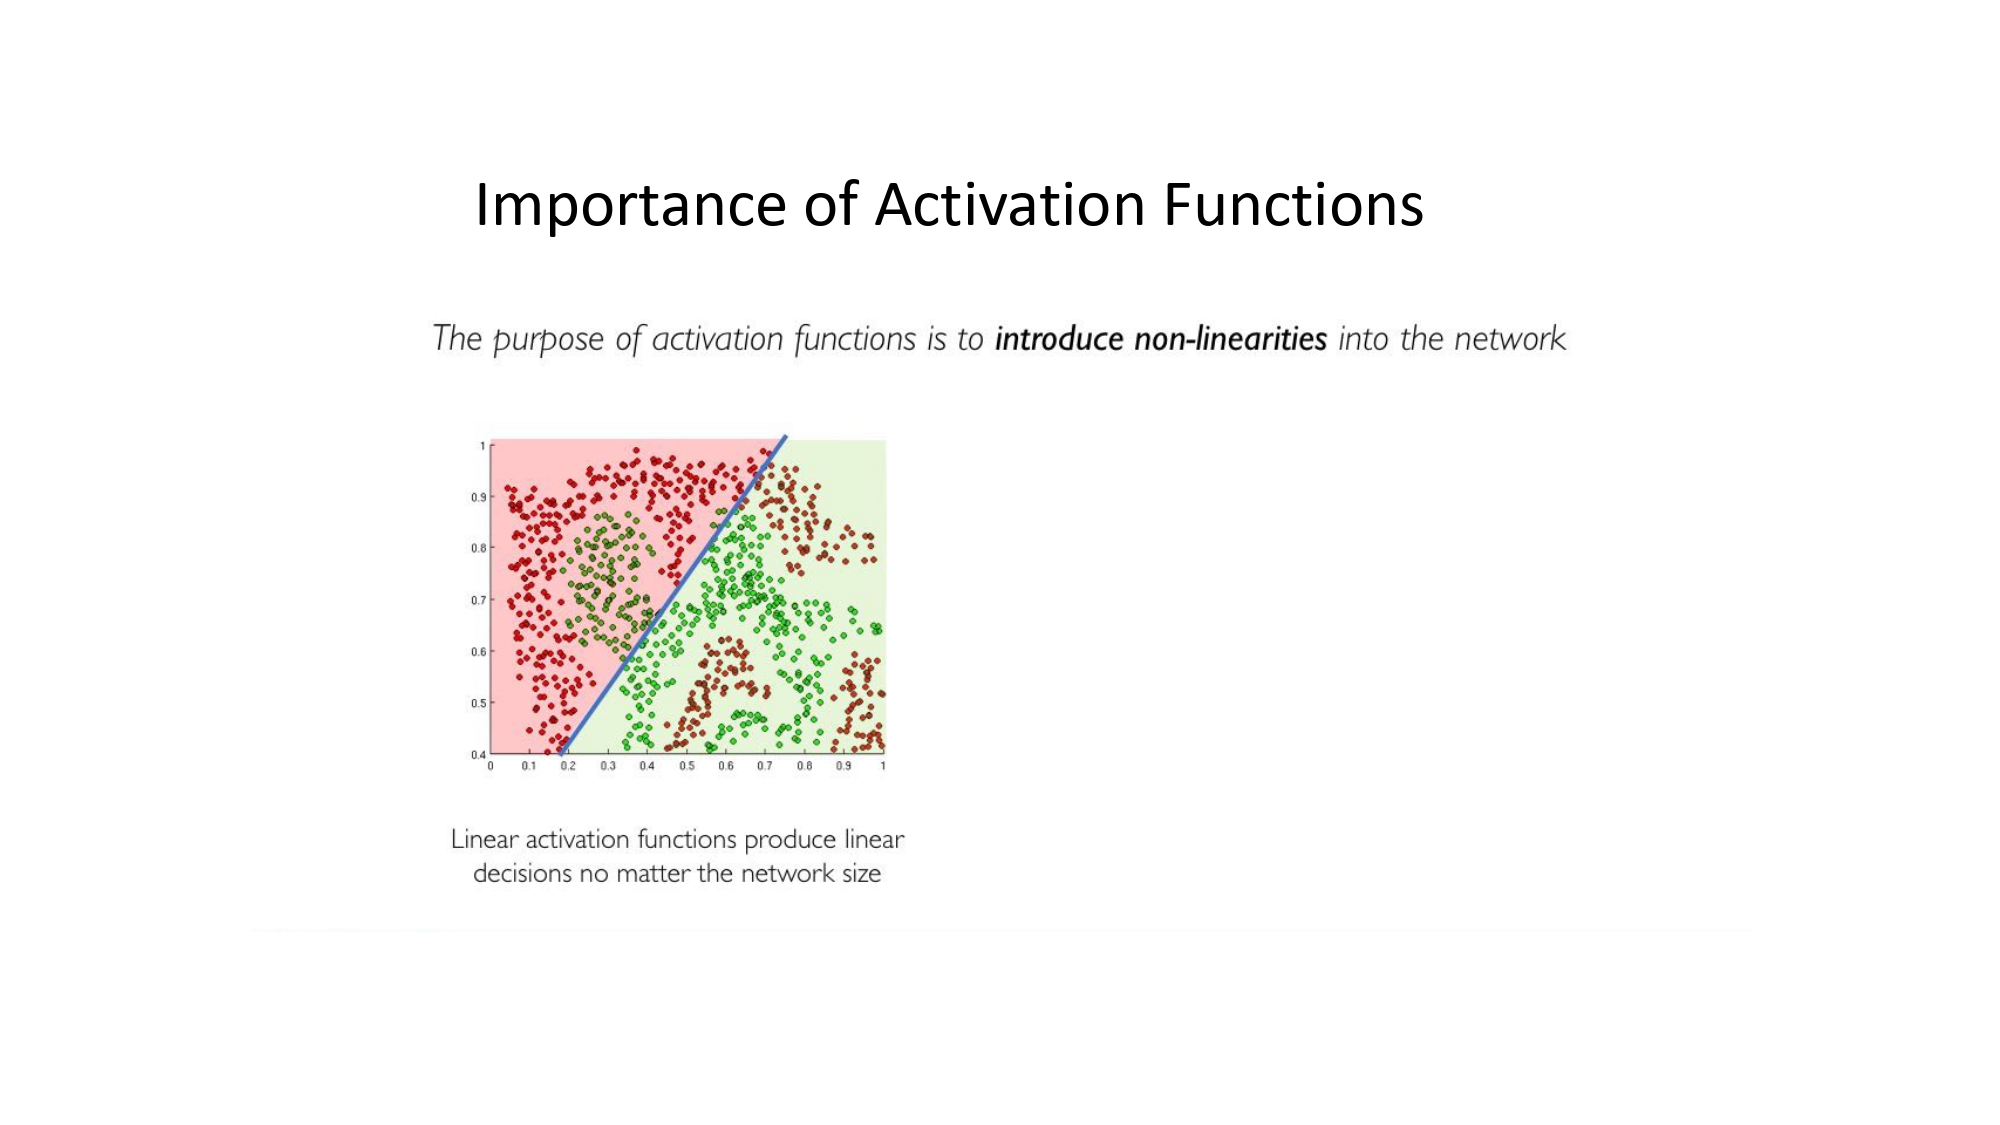 Importance of Activation Functions
The purpose of activation functions is to introduce non-linearities into the network
1
0.9
0.8
0.7
0.6
0.5
0.4
0 0.1 0.2 0.3 0.4 0.5 0.6 0.7 0.8 0.9 1
Linear activation functions produce linear
decisions no matter the network size